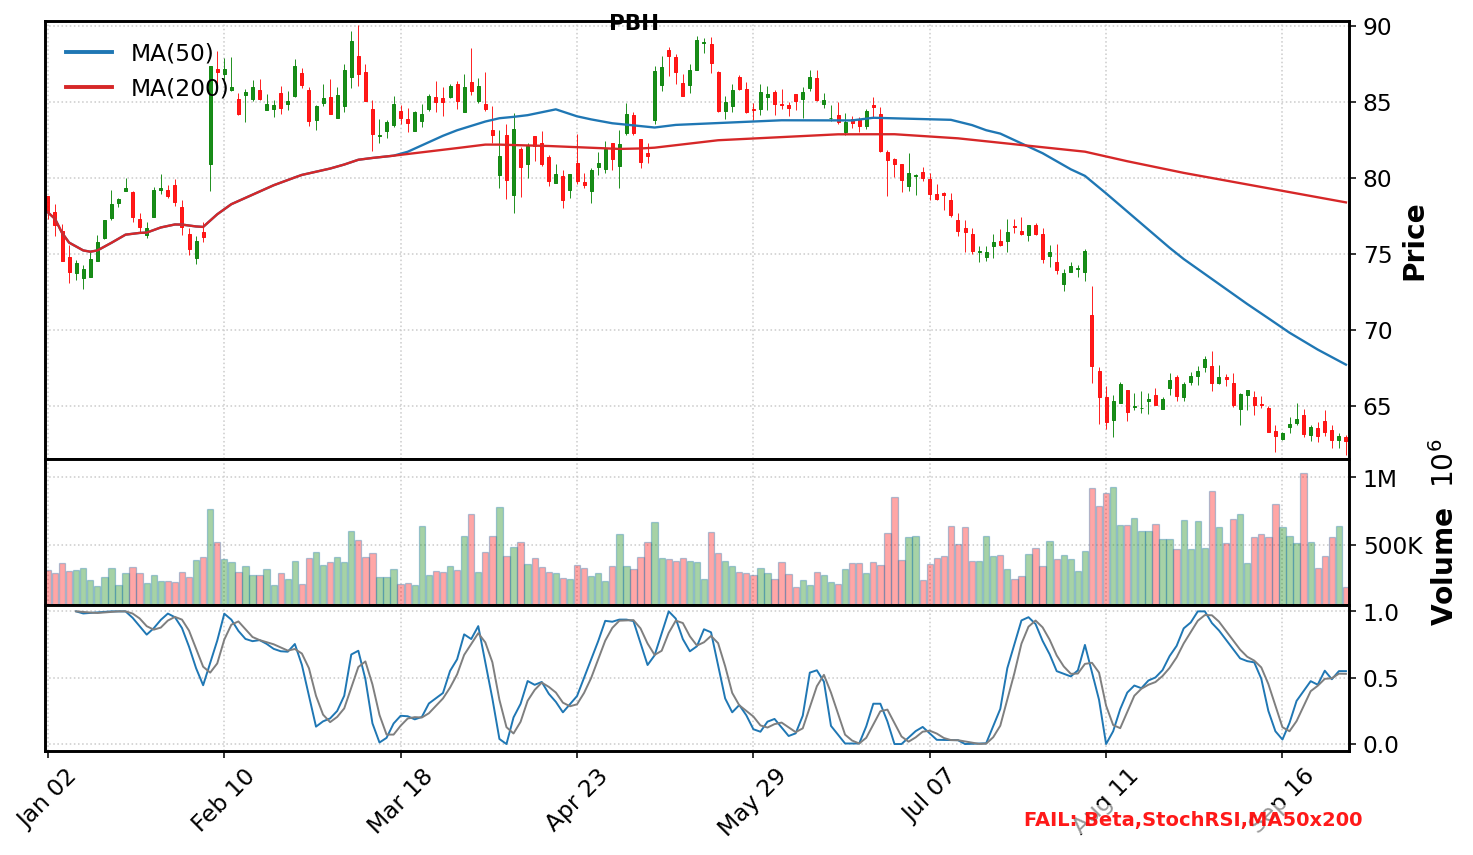 PBH
MA(50)
MA(200)
90
85
80
75
70
65
Price
1M
500K
Volume 10^6
1.0
0.5
0.0
Jan 02
Feb 10
Mar 18
Apr 23
May 29
Jul 07
Aug 11
Sep 16
FAIL: Beta,StochRSI,MA50x200